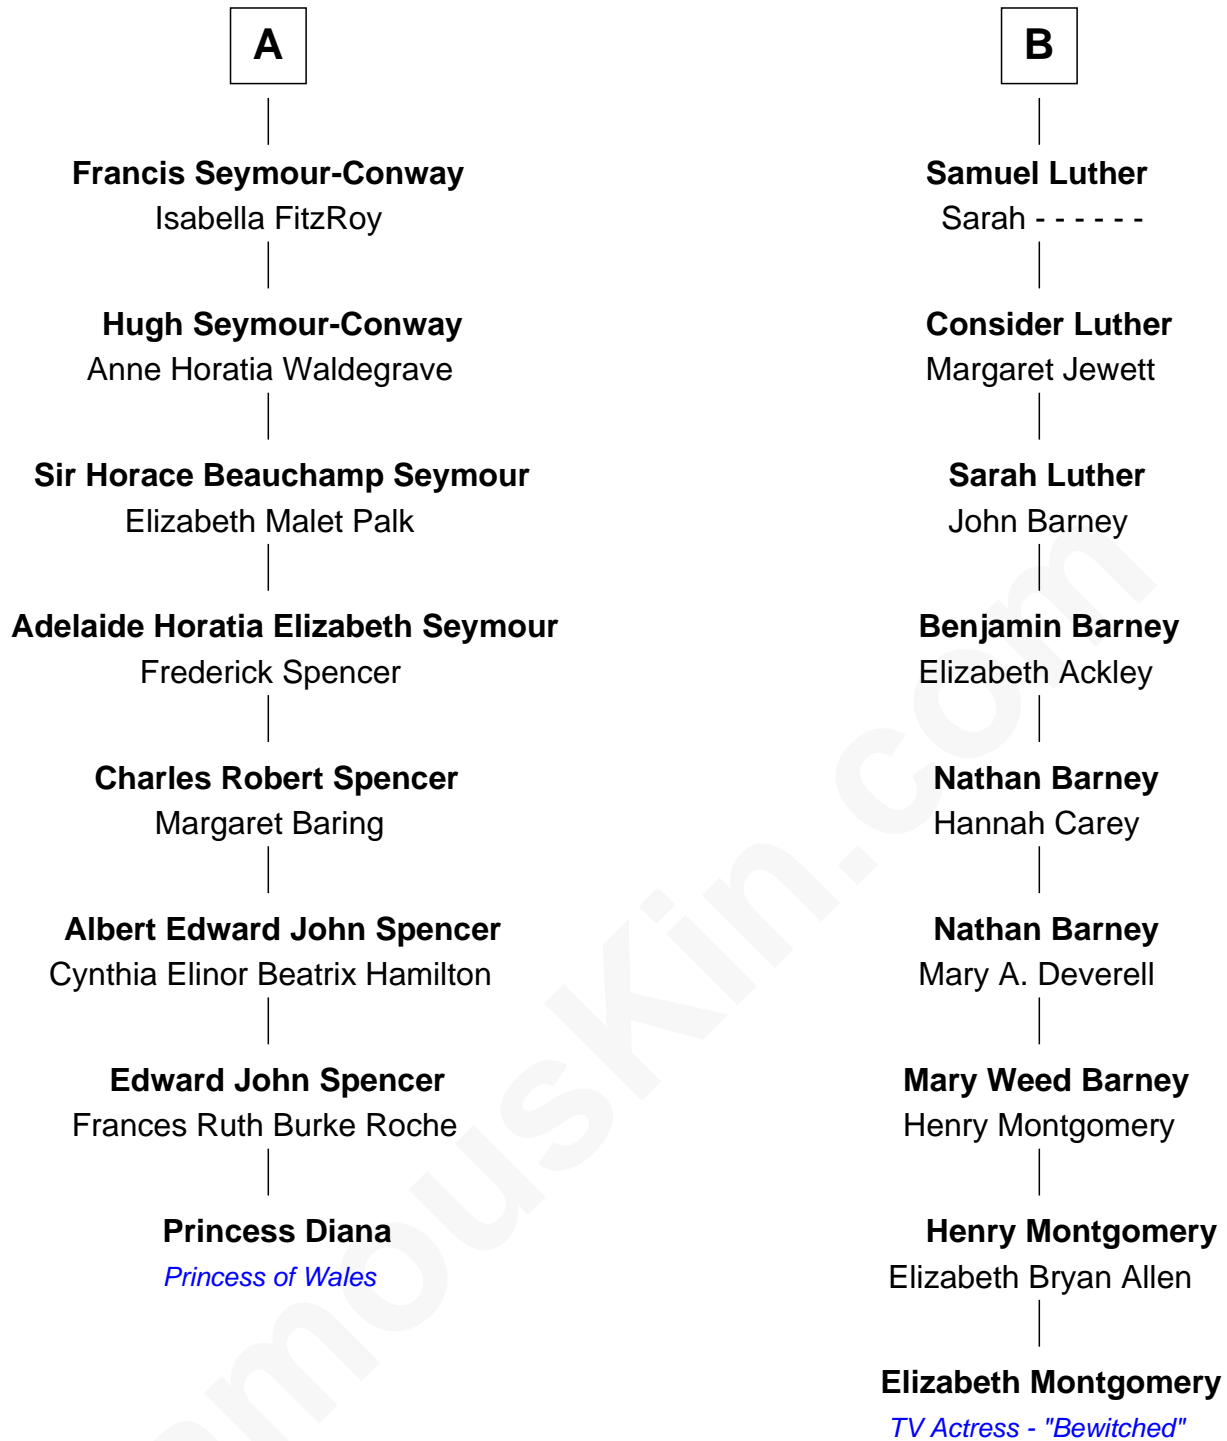 A
Francis Seymour-Conway
Isabella FitzRoy
Hugh Seymour-Conway
Anne Horatia Waldegrave
Sir Horace Beauchamp Seymour
Elizabeth Malet Palk
Adelaide Horatia Elizabeth Seymour
Frederick Spencer
Charles Robert Spencer
Margaret Baring
Albert Edward John Spencer
Cynthia Elinor Beatrix Hamilton
Edward John Spencer
Frances Ruth Burke Roche
Princess Diana
Princess of Wales
B
Samuel Luther
Sarah - - - - - -
Consider Luther
Margaret Jewett
Sarah Luther
John Barney
Benjamin Barney
Elizabeth Ackley
Nathan Barney
Hannah Carey
Nathan Barney
Mary A. Deverell
Mary Weed Barney
Henry Montgomery
Henry Montgomery
Elizabeth Bryan Allen
Elizabeth Montgomery
TV Actress - "Bewitched"
amouskin.com